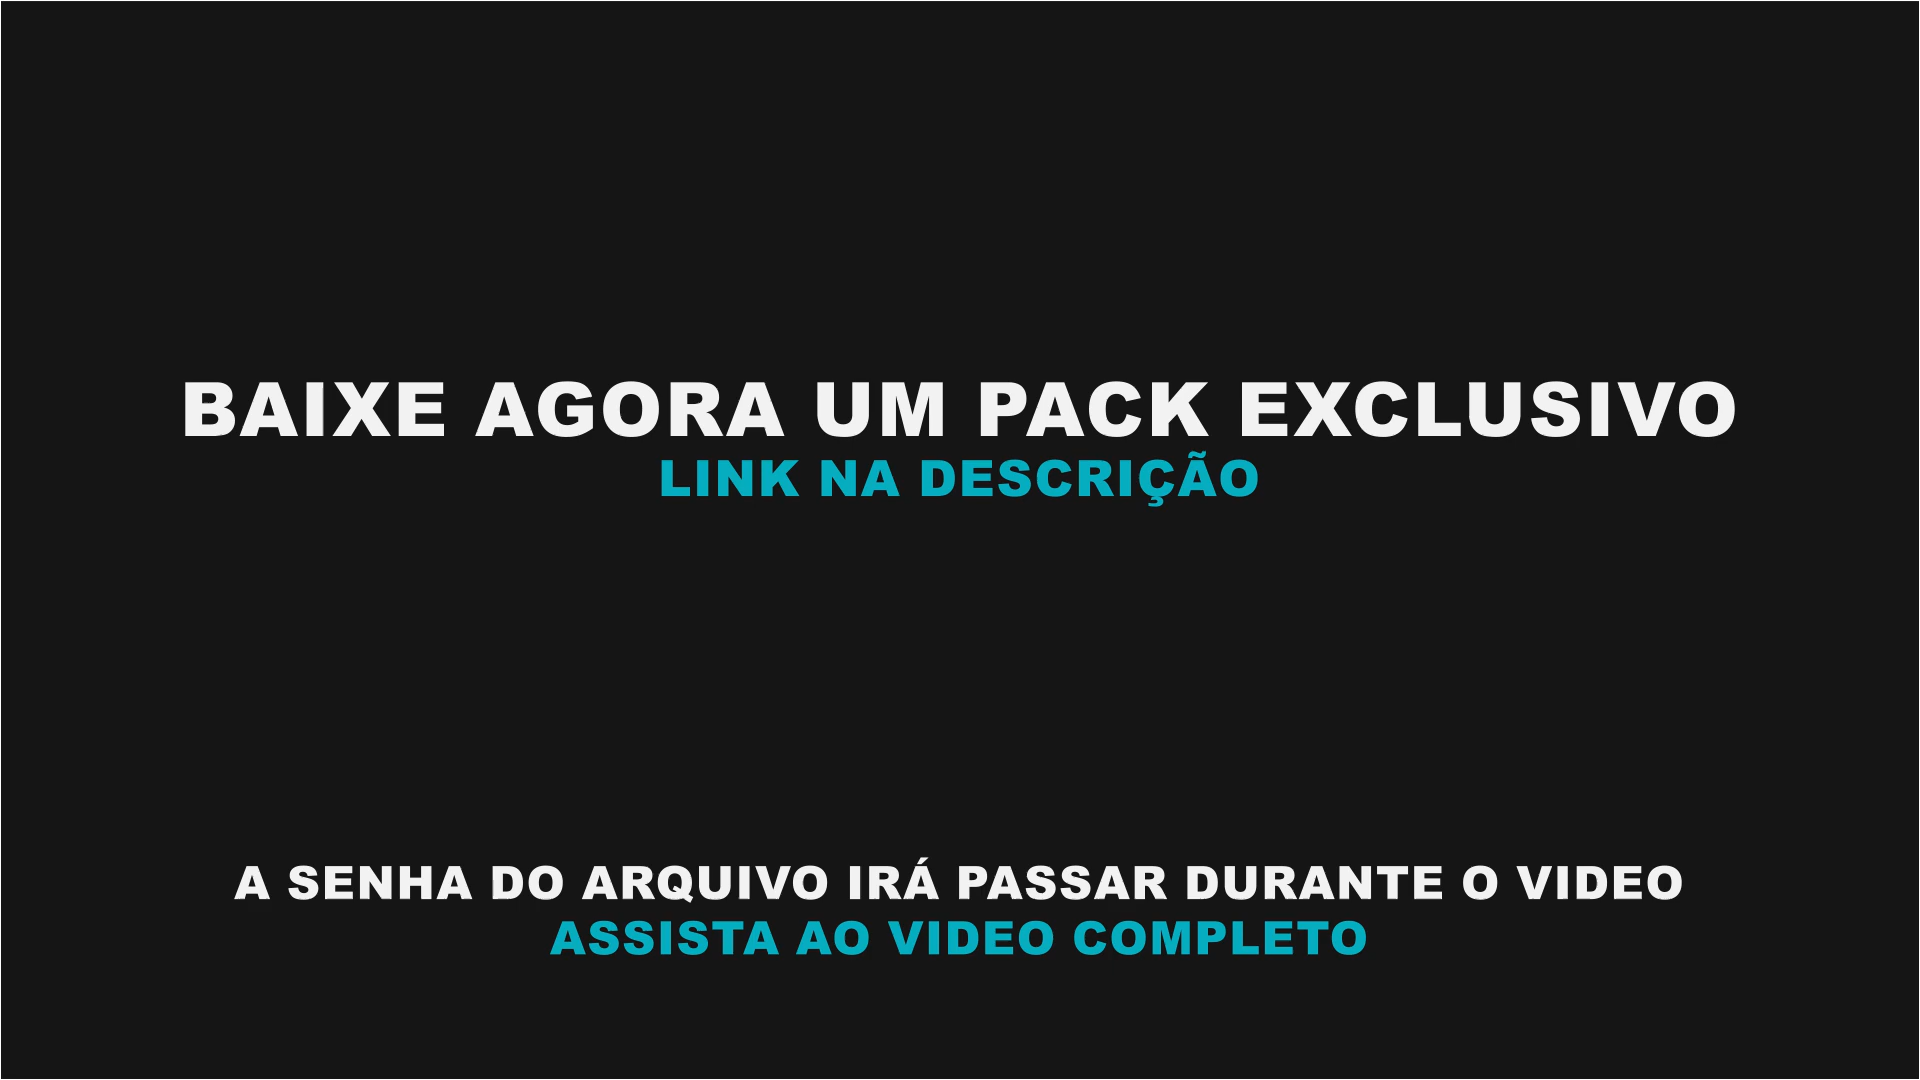 BAIXE AGORA UM PACK EXCLUSIVO
LINK NA DESCRIÇÃO
A SENHA DO ARQUIVO IRÁ PASSAR DURANTE O VIDEO
ASSISTA AO VIDEO COMPLETO